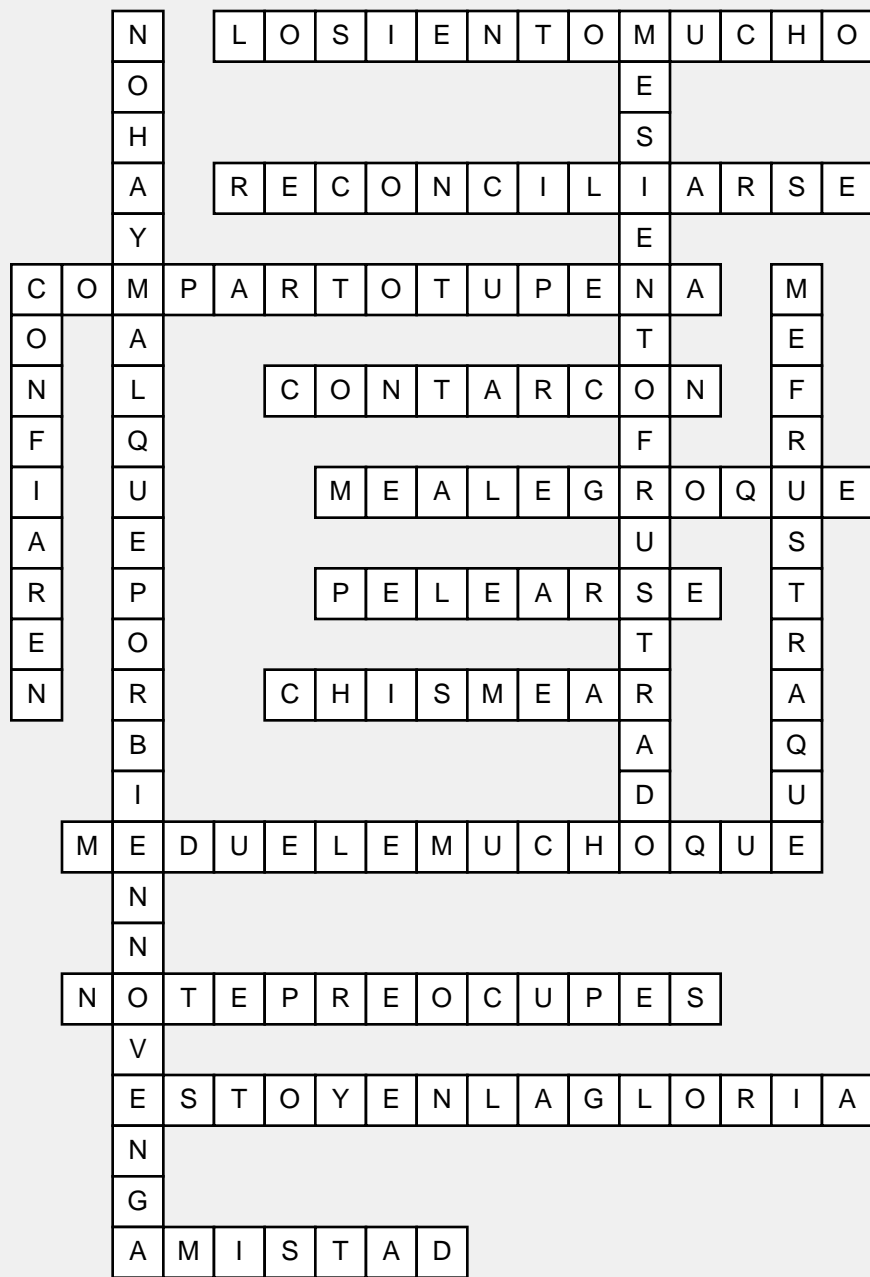 NOHAYMALQUEPORBIENNOVENGA
LOSIENTOMUCHO
MESIENTOFRUSTRADO
RECONCILIARSE
COMPARTOTUPENA
CONFIAREN
MEFRUSTRAQUE
CONTARCON
MEALEGROQUE
PELEARSE
CHISMEAR
MEDUELEMUCHOQUE
NOTEPREOCUPES
ESTOYENLAGLORIA
AMISTAD